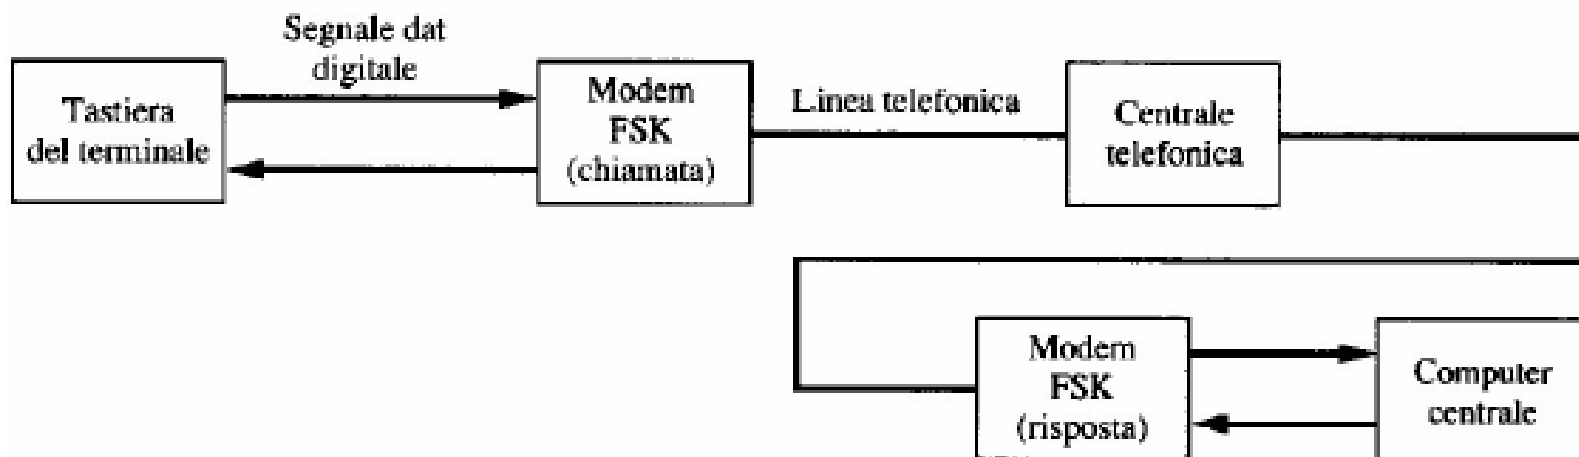 Segnale dat
digitale
Tastiera
del terminale
Modem
FSK
(chiamata)
Linea telefonica
Centrale
telefonica
Modem
FSK
(risposta)
Computer
centrale